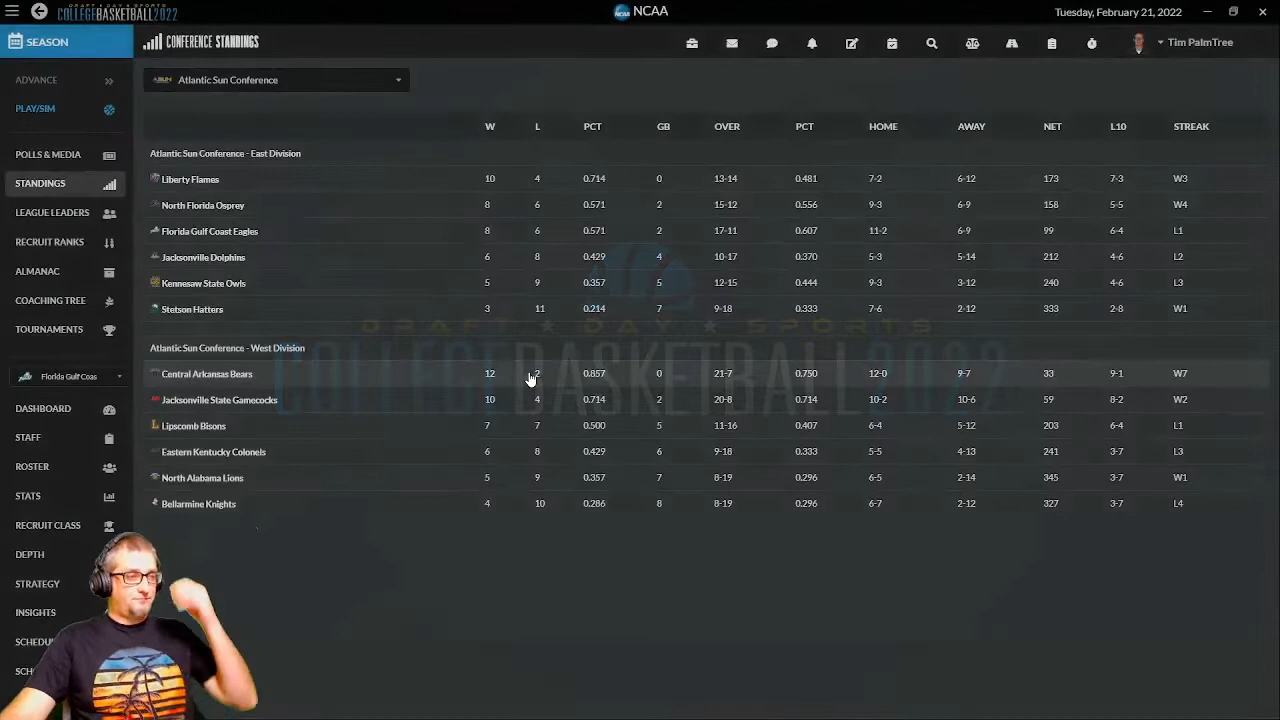 DRAFT DAY SPORTS
COLLEGEBASKETBALL2022
NCAA NCAA
Tuesday, February 21, 2022
SEASON
CONFERENCE STANDINGS
Tim PalmTree
ADVANCE
PLAY/SIM
POLLS & MEDIA
STANDINGS
LEAGUE LEADERS
RECRUIT RANKS
ALMANAC
COACHING TREE
TOURNAMENTS
Florida Gulf Coas
DASHBOARD
STAFF
ROSTER
STATS
RECRUIT CLASS
DEPTH
STRATEGY
INSIGHTS
ASUN Atlantic Sun Conference
W L PCT GB OVER PCT HOME AWAY NET L10 STREAK
Atlantic Sun Conference - East Division
Liberty Flames 10 4 0.714 0 13-14 0.481 7-2 6-12 173 7-3 W3
North Florida Osprey 8 6 0.571 2 15-12 0.556 9-3 6-9 158 5-5 W4
Florida Gulf Coast Eagles 8 6 0.571 2 17-11 0.607 11-2 6-9 99 6-4 L1
Jacksonville Dolphins 6 8 0.429 4 10-17 0.370 5-3 5-14 212 4-6 L2
Kennesaw State Owls 5 9 0.357 5 12-15 0.444 9-3 3-12 240 4-6 L3
Stetson Hatters 3 11 0.214 7 9-18 0.333 7-6 2-12 333 2-8 W1
Atlantic Sun Conference - West Division
Central Arkansas Bears 12 2 0.857 0 21-7 0.750 12-0 9-7 33 9-1 W7
Jacksonville State Gamecocks 10 4 0.714 2 20-8 0.714 10-2 10-6 59 8-2 W2
Lipscomb Bisons 7 7 0.500 5 11-16 0.407 6-4 5-12 203 6-4 L1
Eastern Kentucky Colonels 6 8 0.429 6 9-18 0.333 5-5 4-13 241 3-7 L3
North Alabama Lions 5 9 0.357 7 8-19 0.296 6-5 2-14 345 3-7 W1
Bellarmine Knights 4 10 0.286 8 8-19 0.296 6-7 2-12 327 3-7 L4
DRAFT DAY SPORTS
COLLEGEBASKETBALL2022